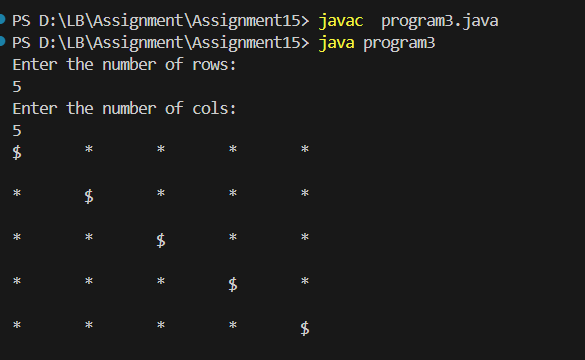 PS D:\LB\Assignment\Assignment15> javac  program3.java
PS D:\LB\Assignment\Assignment15> java program3
Enter the number of rows:
5
Enter the number of cols:
5
$	*	*	*	*
*	$	*	*	*
*	*	$	*	*
*	*	*	$	*
*	*	*	*	$